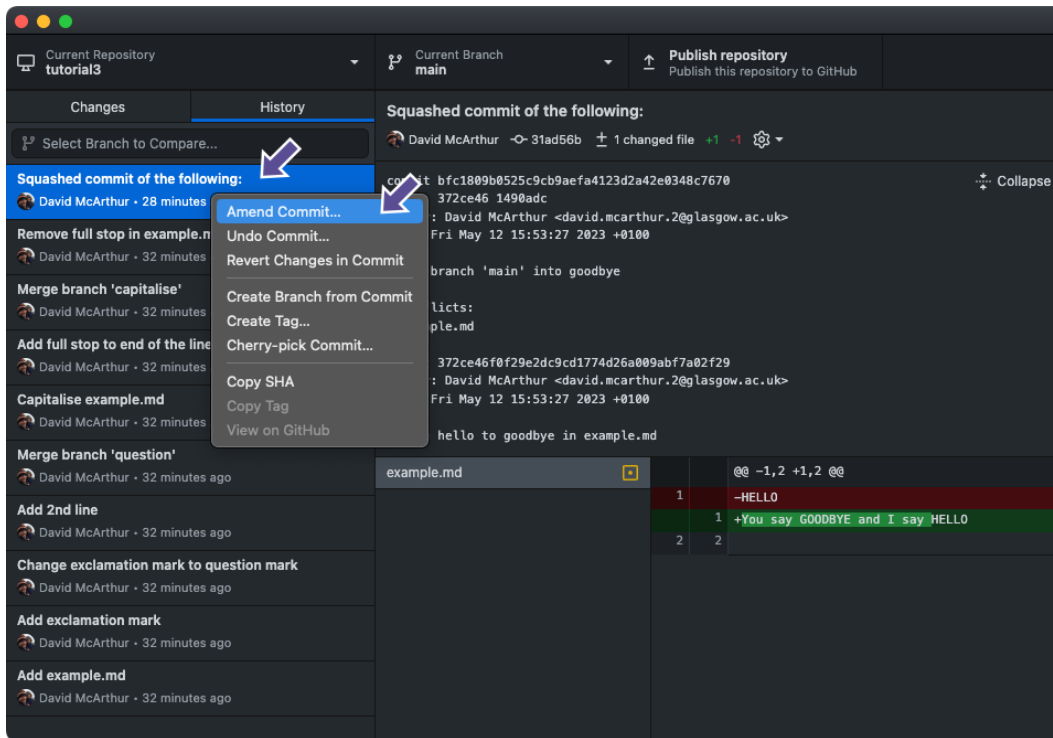 Current Repository
tutorial3
Current Branch
main
Publish repository
Publish this repository to GitHub
Changes
History
Select Branch to Compare...
Squashed commit of the following:
David McArthur • 28 minutes
Remove full stop in example.m
David McArthur • 32 minutes
Merge branch 'capitalise'
David McArthur • 32 minutes
Add full stop to end of the line
David McArthur • 32 minutes
Capitalise example.md
David McArthur • 32 minutes
Merge branch 'question'
David McArthur • 32 minutes ago
Add 2nd line
David McArthur • 32 minutes ago
Change exclamation mark to question mark
David McArthur • 32 minutes ago
Add exclamation mark
David McArthur • 32 minutes ago
Add example.md
David McArthur • 32 minutes ago
Amend Commit...
Undo Commit...
Revert Changes in Commit
Create Branch from Commit
Create Tag...
Cherry-pick Commit...
Copy SHA
Copy Tag
View on GitHub
Squashed commit of the following:
David McArthur 31ad56b 1 changed file +1 -1
bfc1809b0525c9cb9aefa4123d2a42e0348c7670
Collapse
372ce46 1490adc
: David McArthur <david.mcarthur.2@glasgow.ac.uk>
Fri May 12 15:53:27 2023 +0100
branch 'main' into goodbye
licts:
ple.md
372ce46f0f29e2dc9cd1774d26a009abf7a02f29
: David McArthur <david.mcarthur.2@glasgow.ac.uk>
Fri May 12 15:53:27 2023 +0100
hello to goodbye in example.md
example.md
@@ -1,2 +1,2 @@
1 -HELLO
1 +You say GOODBYE and I say HELLO
2 2